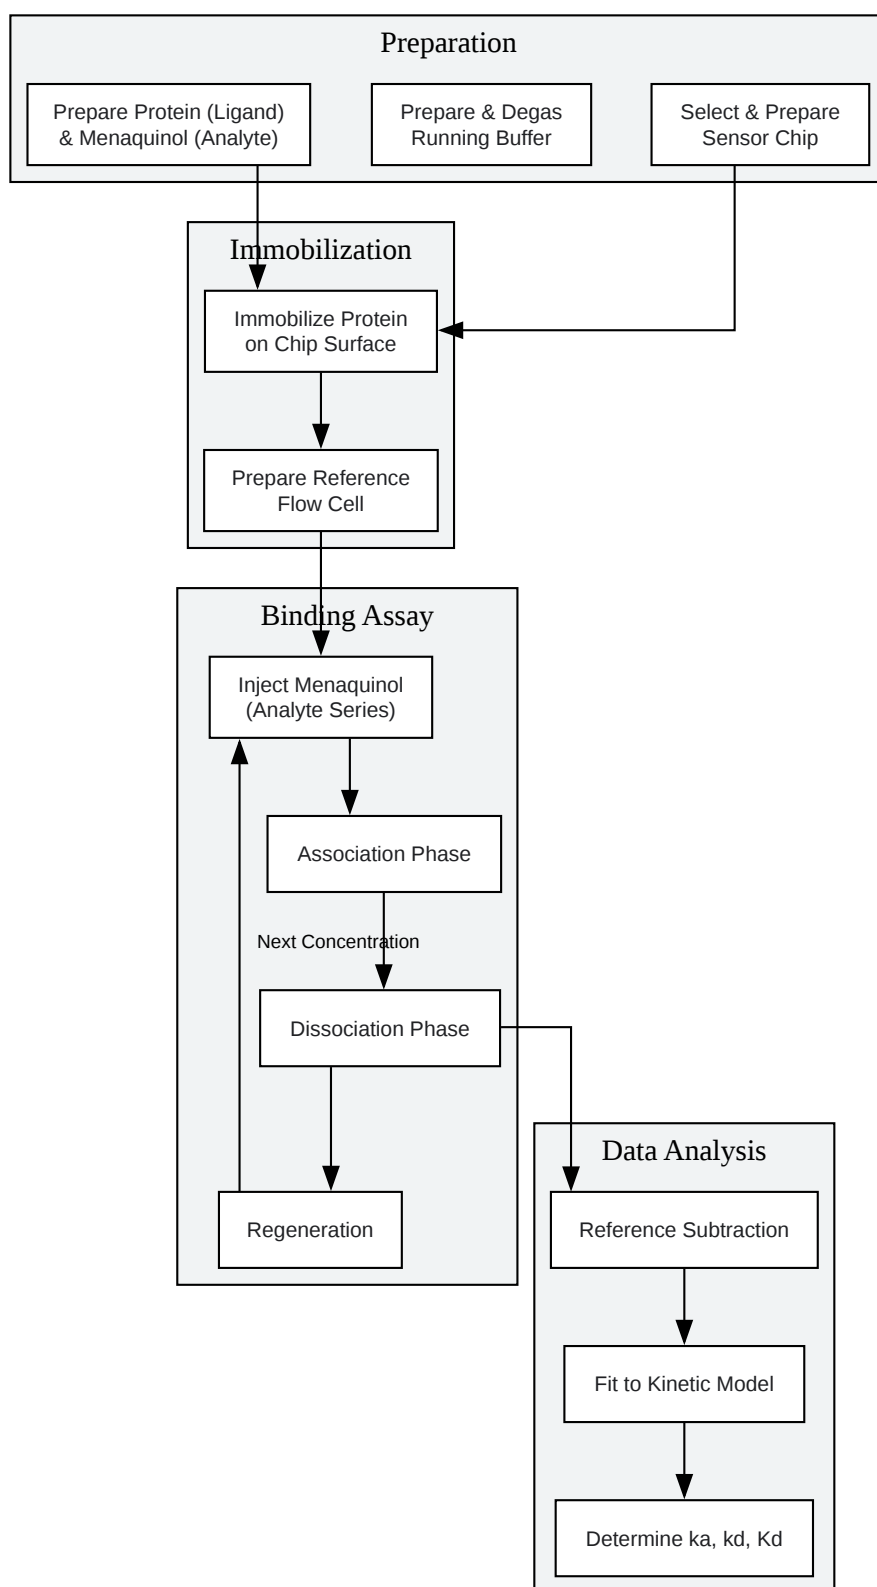 Preparation
Prepare Protein (Ligand)
& Menaquinol (Analyte)
Prepare & Degas
Running Buffer
Select & Prepare
Sensor Chip
Immobilization
Immobilize Protein
on Chip Surface
Prepare Reference
Flow Cell
Binding Assay
Inject Menaquinol
(Analyte Series)
Association Phase
Next Concentration
Dissociation Phase
Regeneration
Data Analysis
Reference Subtraction
Fit to Kinetic Model
Determine ka, kd, Kd